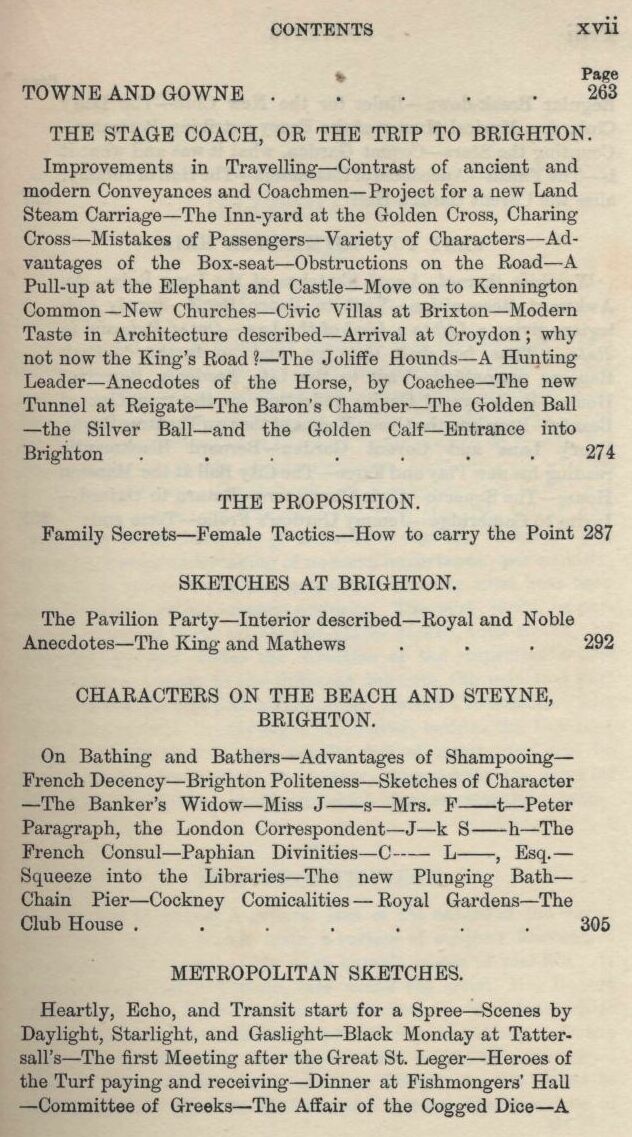 CONTENTS xvii
Page
TOWNE AND GOWNE . . . . . 263
THE STAGE COACH, OR THE TRIP TO BRIGHTON.
Improvements in Travelling—Contrast of ancient and
modern Conveyances and Coachmen—Project for a new Land
Steam Carriage—The Inn-yard at the Golden Cross, Charing
Cross—Mistakes of Passengers—Variety of Characters—Ad-
vantages of the Box-seat—Obstructions on the Road—A
Pull-up at the Elephant and Castle—Move on to Kennington
Common—New Churches—Civic Villas at Brixton—Modern
Taste in Architecture described—Arrival at Croydon; why
not now the King's Road?—The Joliffe Hounds—A Hunting
Leader—Anecdotes of the Horse, by Coachee—The new
Tunnel at Reigate—The Baron's Chamber—The Golden Ball
—the Silver Ball—and the Golden Calf—Entrance into
Brighton . . . . . . . 274
THE PROPOSITION.
Family Secrets—Female Tactics—How to carry the Point 287
SKETCHES AT BRIGHTON.
The Pavilion Party—Interior described—Royal and Noble
Anecdotes—The King and Mathews . . . 292
CHARACTERS ON THE BEACH AND STEYNE,
BRIGHTON.
On Bathing and Bathers—Advantages of Shampooing—
French Decency—Brighton Politeness—Sketches of Character
—The Banker's Widow—Miss J——s—Mrs. F——t—Peter
Paragraph, the London Correspondent—J—k S——h—The
French Consul—Paphian Divinities—C---- L——, Esq.—
Squeeze into the Libraries—The new Plunging Bath—
Chain Pier—Cockney Comicalities—Royal Gardens—The
Club House . . . . . . . 305
METROPOLITAN SKETCHES.
Heartly, Echo, and Transit start for a Spree—Scenes by
Daylight, Starlight, and Gaslight—Black Monday at Tatter-
sall's—The first Meeting after the Great St. Leger—Heroes of
the Turf paying and receiving—Dinner at Fishmongers' Hall
—Committee of Greeks—The Affair of the Cogged Dice—A